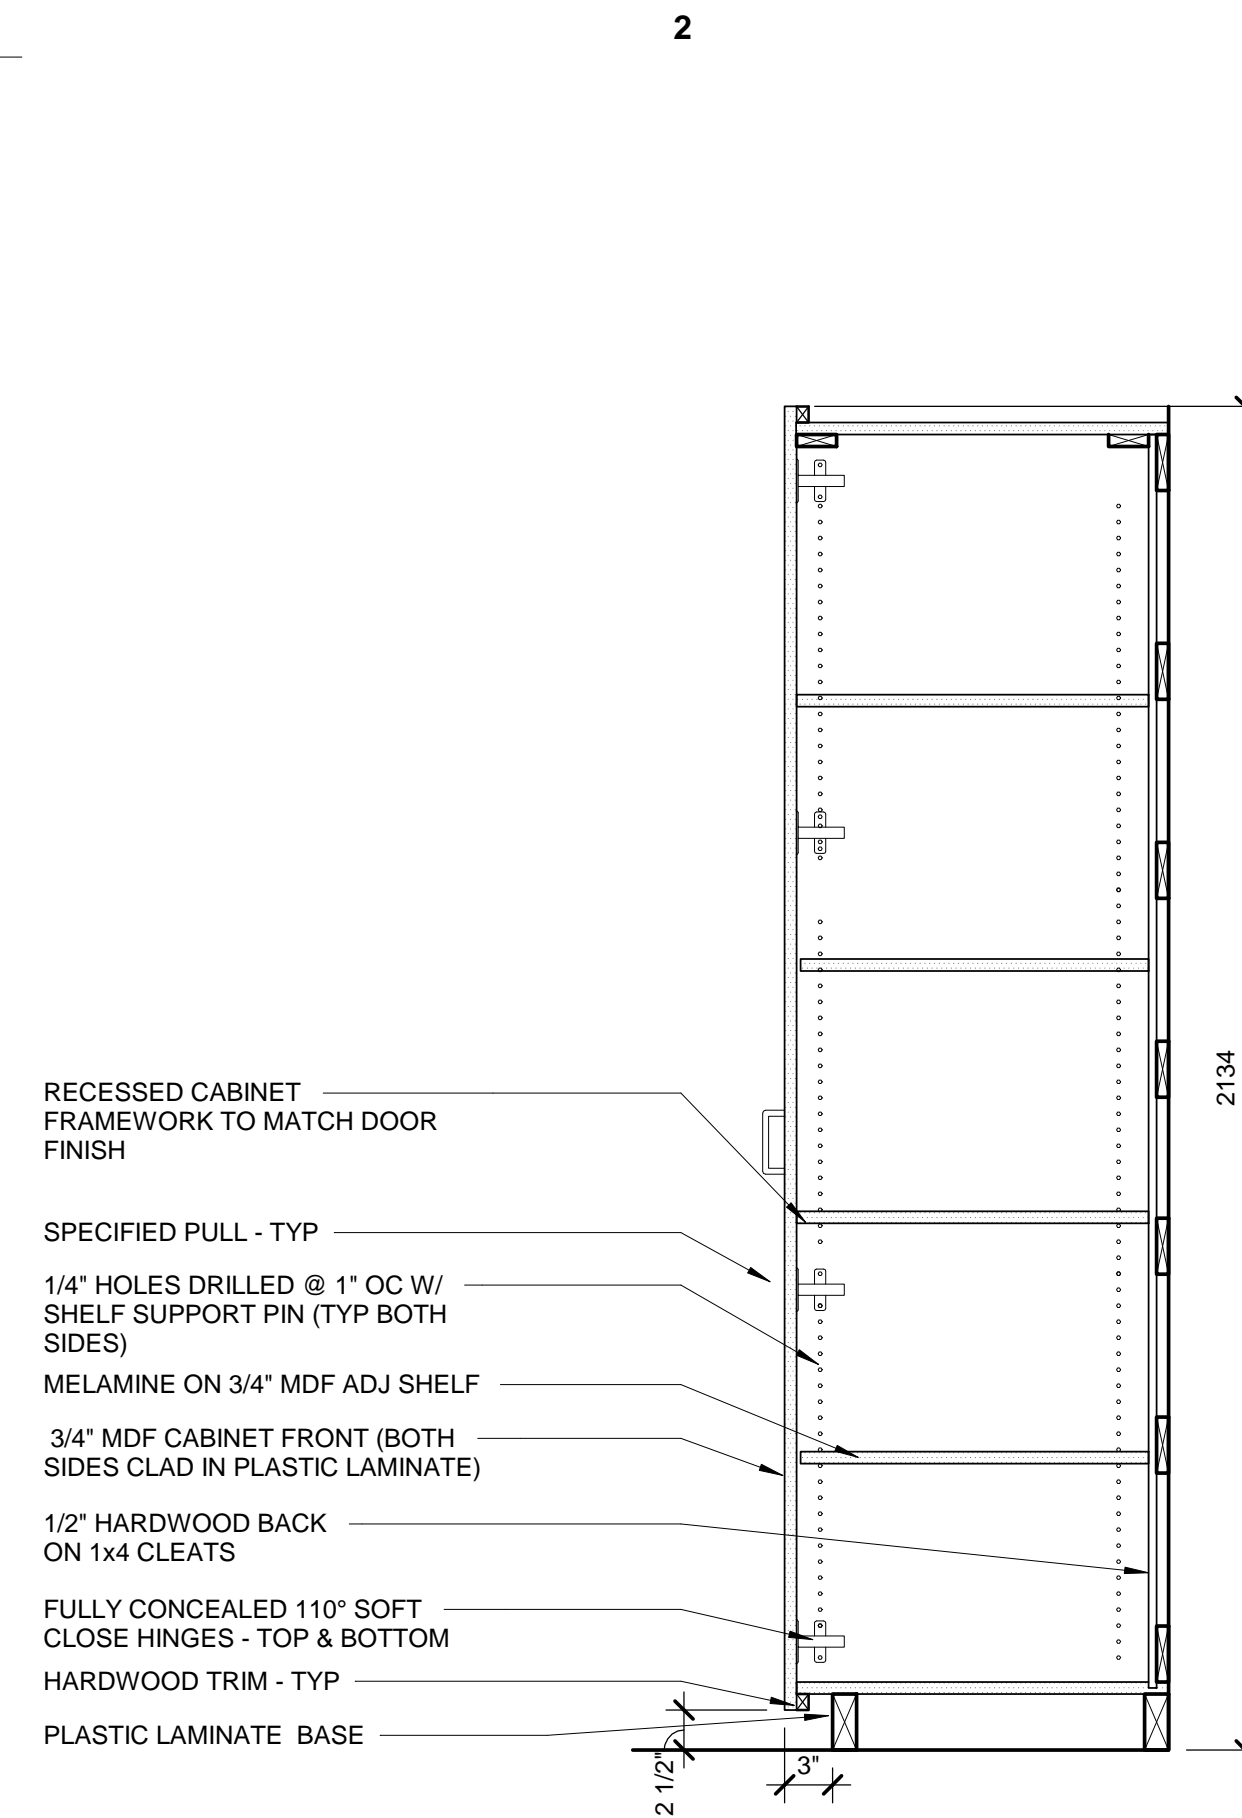 2
RECESSED CABINET
FRAMEWORK TO MATCH DOOR
FINISH
2134
SPECIFIED PULL - TYP
1/4" HOLES DRILLED @ 1" OC W/
SHELF SUPPORT PIN (TYP BOTH
SIDES)
MELAMINE ON 3/4" MDF ADJ SHELF
3/4" MDF CABINET FRONT (BOTH
SIDES CLAD IN PLASTIC LAMINATE)
1/2" HARDWOOD BACK
ON 1x4 CLEATS
FULLY CONCEALED 110° SOFT
CLOSE HINGES - TOP & BOTTOM
HARDWOOD TRIM - TYP
PLASTIC LAMINATE  BASE
2 1/2"
3"